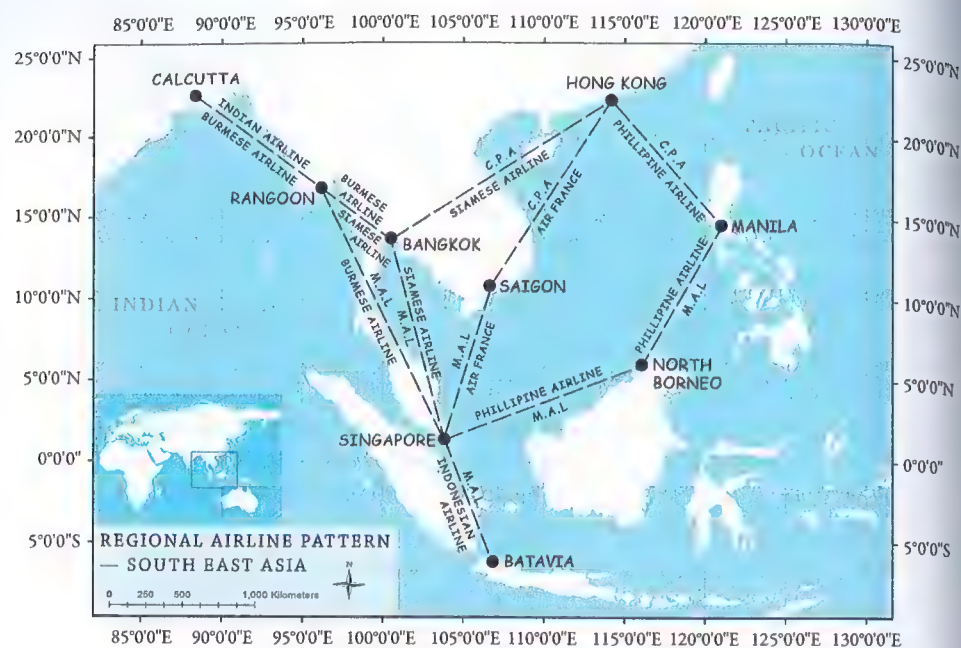 85°0'0"E 90°0'0"E 95°0'0"E 100°0'0"E 105°0'0"E 110°0'0"E 115°0'0"E 120°0'0"E 125°0'0"E 130°0'0"E
25°0'0"N
25°0'0"N
CALCUTTA
HONG KONG
INDIAN AIRLINE
BURMESE AIRLINE
20°0'0"N
20°0'0"N
C.P.A
PHILLIPINE AIRLINE
OCEAN
C.P.A
SIAMESE AIRLINE
C.P.A
AIR FRANCE
RANGOON
BURMESE
AIRLINE
SIAMESE
AIRLINE
15°0'0"N
15°0'0"N
BANGKOK
MANILA
M.A.L
BURMESE AIRLINE
SIAMESE AIRLINE
M.A.L
SAIGON
PHILLIPINE AIRLINE
M.A.L
10°0'0"N
10°0'0"N
INDIAN
M.A.L
AIR FRANCE
5°0'0"N
5°0'0"N
NORTH
BORNEO
PHILLIPINE AIRLINE
M.A.L
SINGAPORE
0°0'0"
0°0'0"
M.A.L
INDONESIAN
AIRLINE
5°0'0"S
5°0'0"S
REGIONAL AIRLINE PATTERN
— SOUTH EAST ASIA
BATAVIA
N
0 250 500 1,000 Kilometers
85°0'0"E 90°0'0"E 95°0'0"E 100°0'0"E 105°0'0"E 110°0'0"E 115°0'0"E 120°0'0"E 125°0'0"E 130°0'0"E